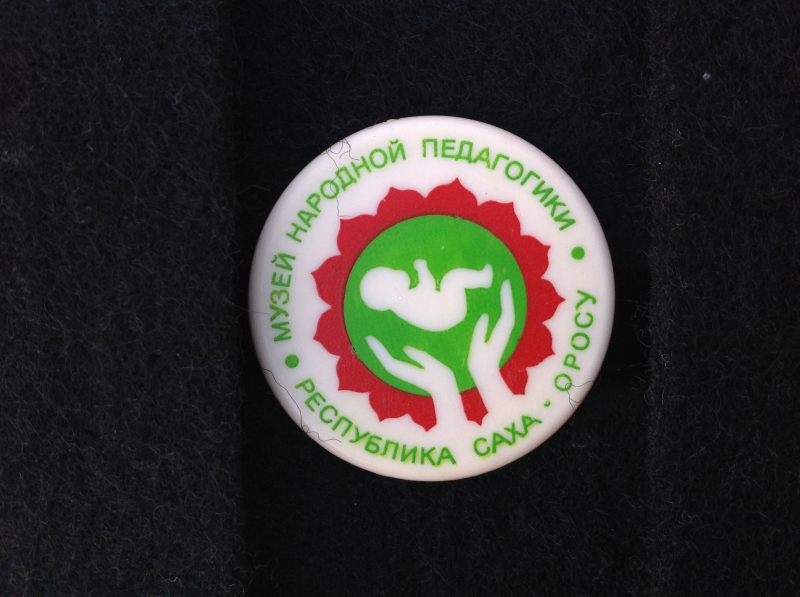 МУЗЕЙ НАРОДНОЙ ПЕДАГОГИКИ
РЕСПУБЛИКА САХА - ОРОСУ